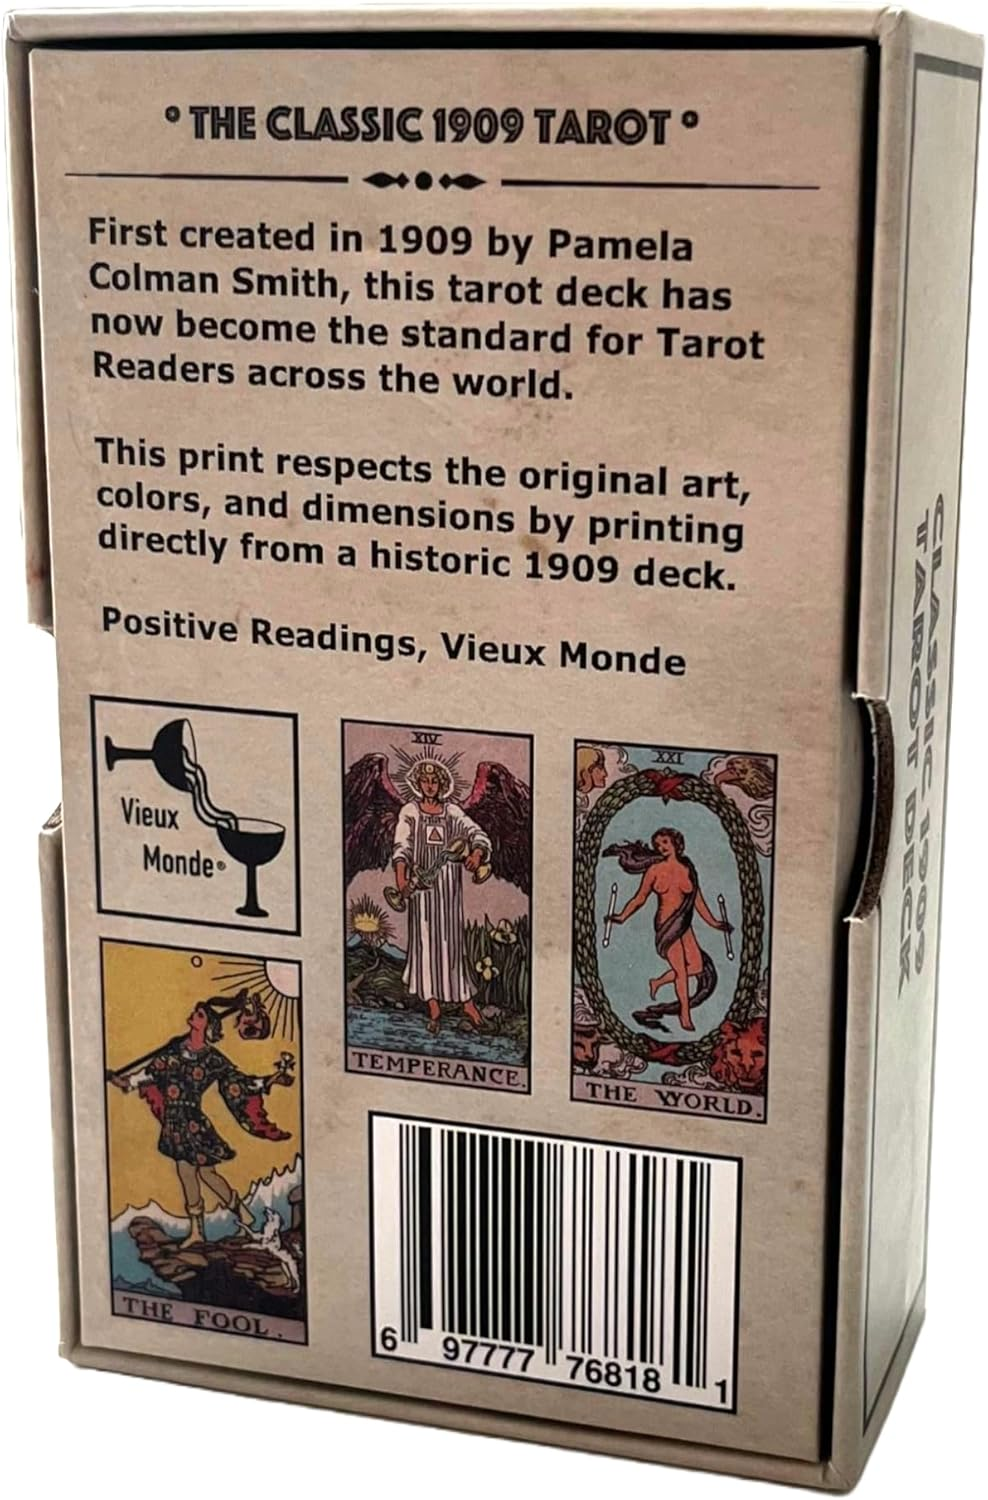 ° THE CLASSIC 1909 TAROT °
First created in 1909 by Pamela
Colman Smith, this tarot deck has
now become the standard for Tarot
Readers across the world.
This print respects the original art,
colors, and dimensions by printing
directly from a historic 1909 deck.
Positive Readings, Vieux Monde
Vieux
Monde®
XIV
TEMPERANCE.
XXI
THE WORLD.
0
THE FOOL.
6 97777 76818 1
CLASSIC 1909
TAROT DECK